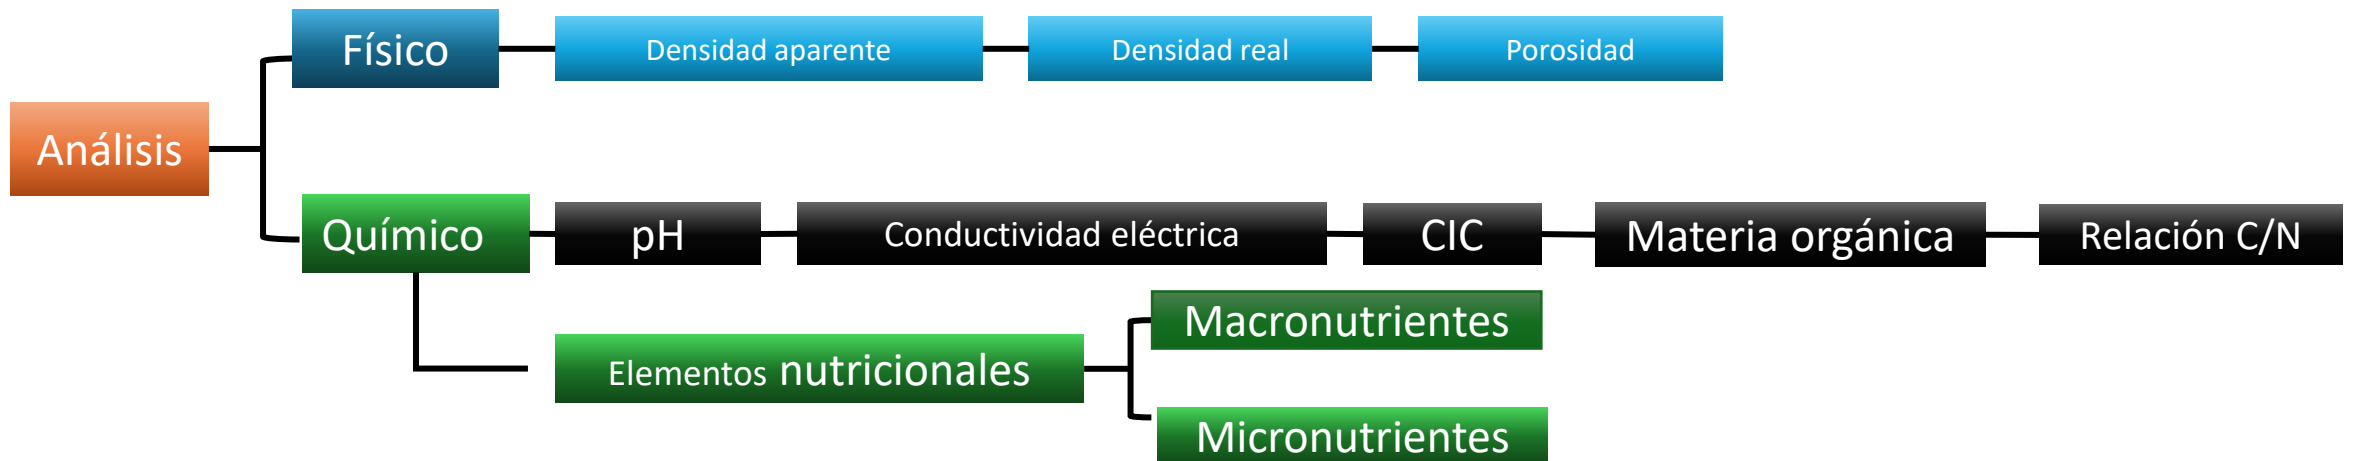 Análisis
Físico
Densidad aparente
Densidad real
Porosidad
Químico
pH
Conductividad eléctrica
CIC
Materia orgánica
Relación C/N
Elementos nutricionales
Macronutrientes
Micronutrientes